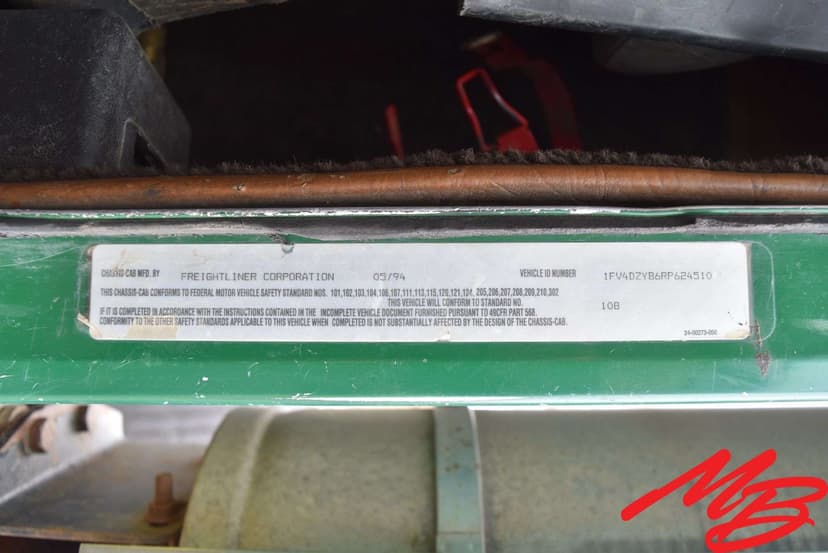 CHASSIS-CAB MFD. BY FREIGHTLINER CORPORATION 05/94 VEHICLE ID NUMBER 1FV4DZYB6RP624510
THIS CHASSIS-CAB CONFORMS TO FEDERAL MOTOR VEHICLE SAFETY STANDARD NOS. 101,102,103,104,106,107,111,113,115,120,121,124, 205,206,207,208,209,210,302
THIS VEHICLE WILL CONFORM TO STANDARD NO. 108
IF IT IS COMPLETED IN ACCORDANCE WITH THE INSTRUCTIONS CONTAINED IN THE INCOMPLETE VEHICLE DOCUMENT FURNISHED PURSUANT TO 49CFR PART 568.
CONFORMITY TO THE OTHER SAFETY STANDARDS APPLICABLE TO THIS VEHICLE WHEN COMPLETED IS NOT SUBSTANTIALLY AFFECTED BY THE DESIGN OF THE CHASSIS-CAB.
24-00273-050
MB